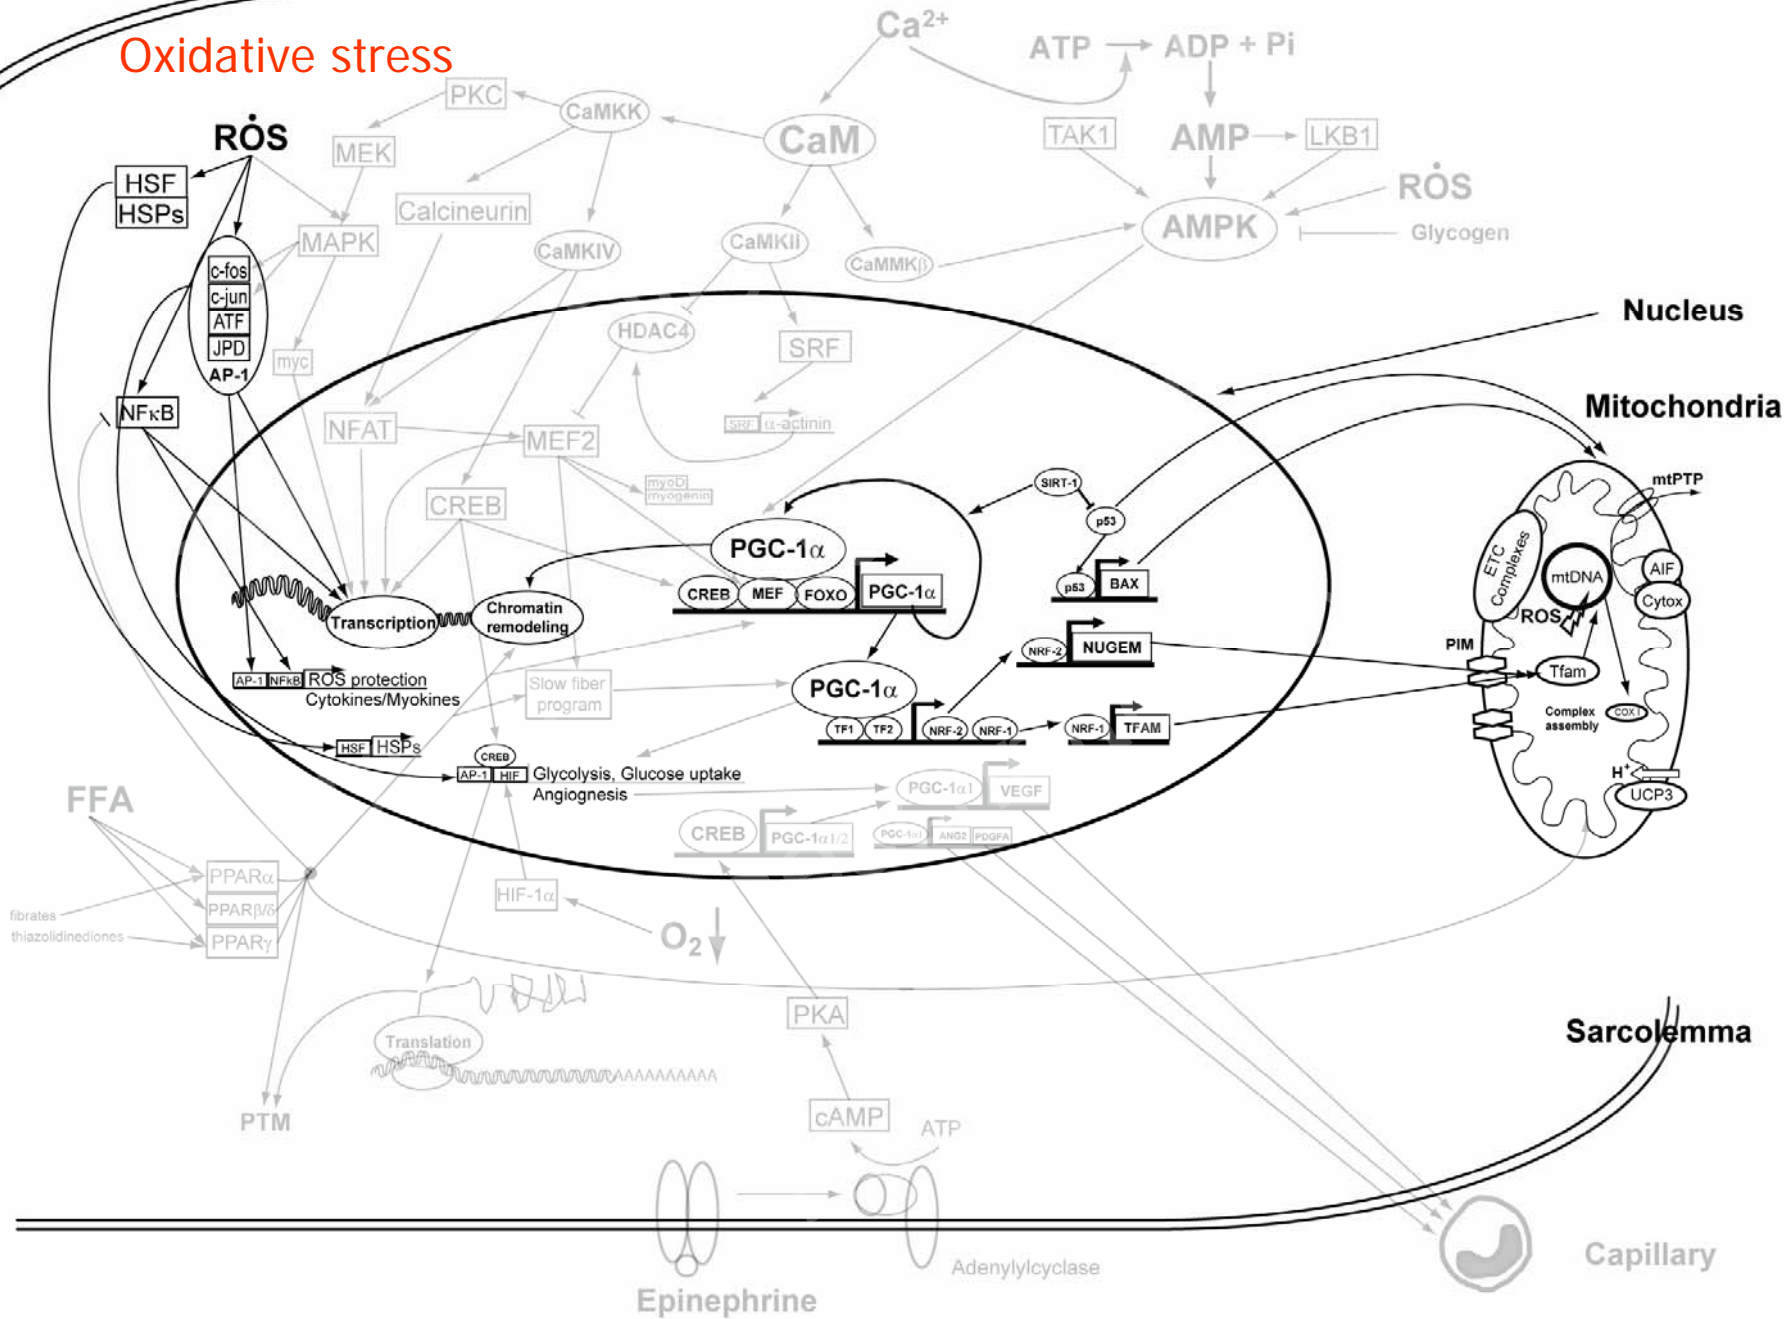 Oxidative stress
Ca2+
ATP
ADP + Pi
PKC
CaMKK
CaM
TAK1
AMP
LKB1
RȮS
MEK
HSF
HSPs
Calcineurin
RȮS
MAPK
CaMKIV
CaMKii
CaMMKβ
AMPK
Glycogen
c-fos
c-jun
ATF
JPD
AP-1
myc
HDAC4
SRF
Nucleus
Mitochondria
NFκB
NFAT
MEF2
SRF
α-actinin
myoD
myogenin
CREB
SIRT-1
p53
mtPTP
PGC-1α
CREB
MEF
FOXO
PGC-1α
p53
BAX
ETC
Complexes
mtDNA
AIF
Cytox
ROS
Transcription
Chromatin
remodeling
NRF-2
NUGEM
PIM
Tfam
AP-1
NFkB
ROS protection
Cytokines/Myokines
Slow fiber
program
PGC-1α
TF1
TF2
NRF-2
NRF-1
NRF-1
TFAM
Complex
assembly
COX I
HSF
HSPs
CREB
AP-1
HIF
Glycolysis, Glucose uptake
Angiognesis
H+
UCP3
FFA
PGC-1α1
VEGF
CREB
PGC-1α1/2
PGC-1α1
ANG2
PDGFA
PPARα
PPARβ/δ
PPARγ
fibrates
thiazolidinediones
HIF-1α
O2
PKA
Sarcolemma
Translation
AAAAAAAAAA
PTM
cAMP
ATP
Adenylylcyclase
Epinephrine
Capillary